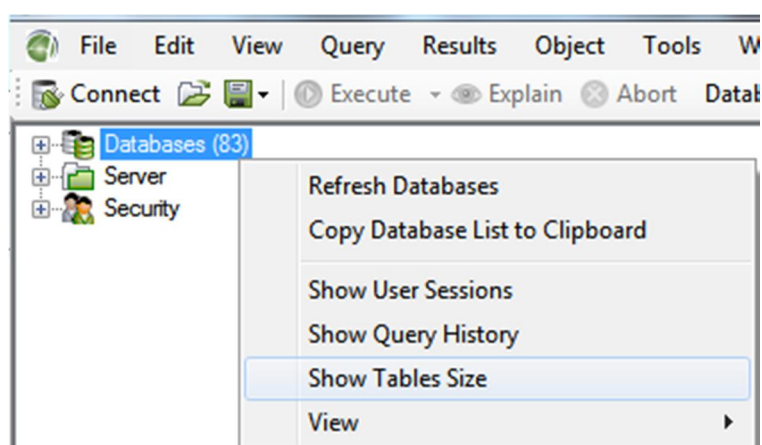 File Edit View Query Results Object Tools
Connect Execute Explain Abort
Databases (83)
Server
Security
Refresh Databases
Copy Database List to Clipboard
Show User Sessions
Show Query History
Show Tables Size
View